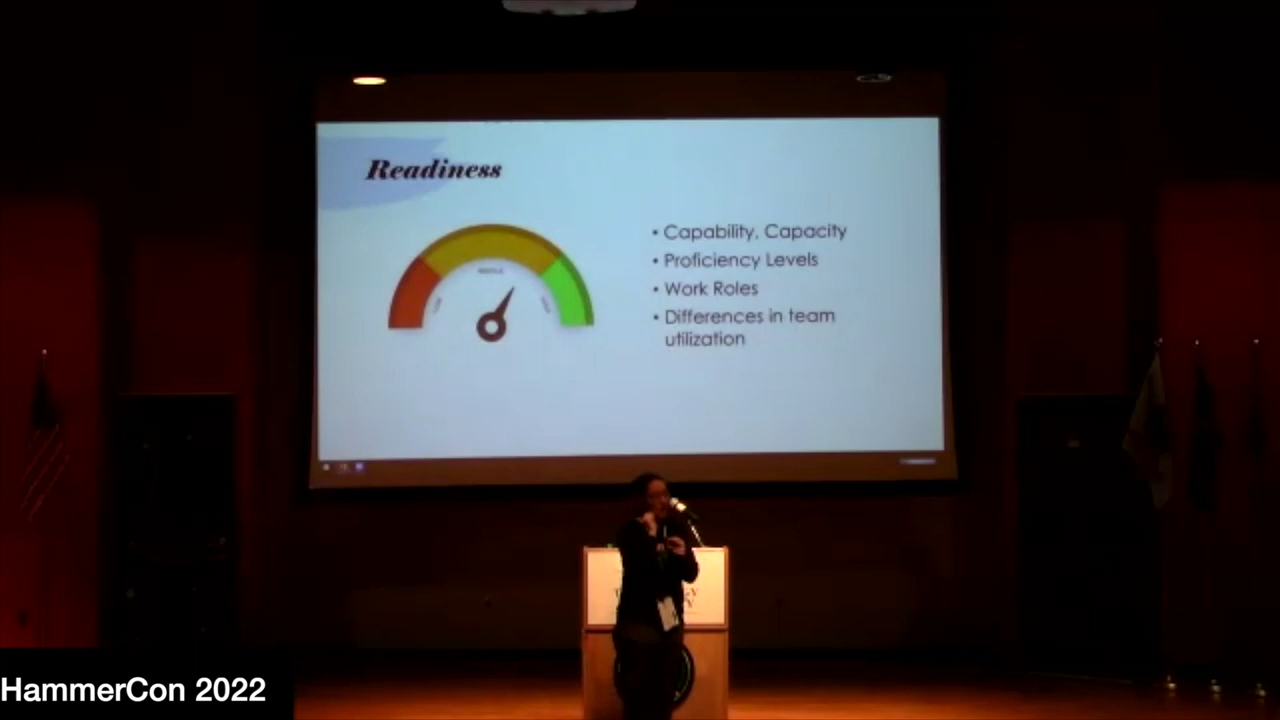 Readiness
• Capability, Capacity
• Proficiency Levels
• Work Roles
• Differences in team
utilization
HammerCon 2022